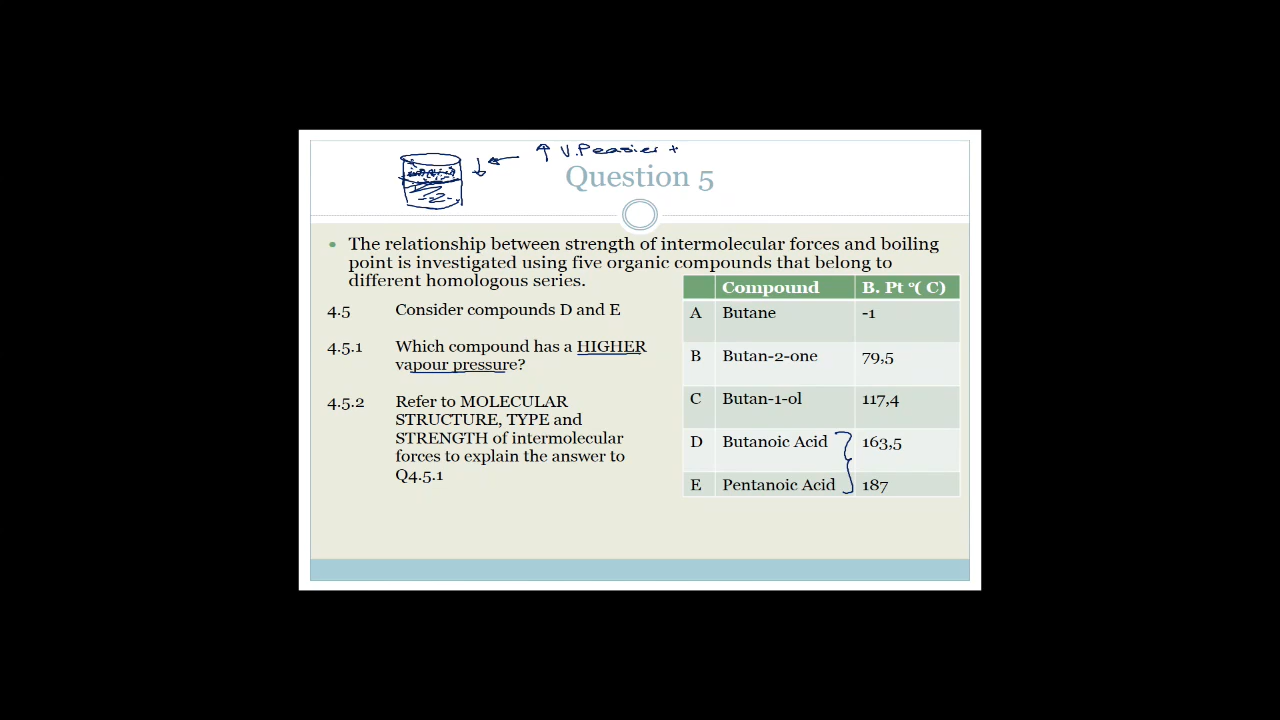 ↑ V.P easier +
Question 5
• The relationship between strength of intermolecular forces and boiling
point is investigated using five organic compounds that belong to
different homologous series.
4.5 Consider compounds D and E
4.5.1 Which compound has a HIGHER
vapour pressure?
4.5.2 Refer to MOLECULAR
STRUCTURE, TYPE and
STRENGTH of intermolecular
forces to explain the answer to
Q4.5.1
Compound B. Pt º( C)
A Butane -1
B Butan-2-one 79,5
C Butan-1-ol 117,4
D Butanoic Acid 163,5
E Pentanoic Acid 187